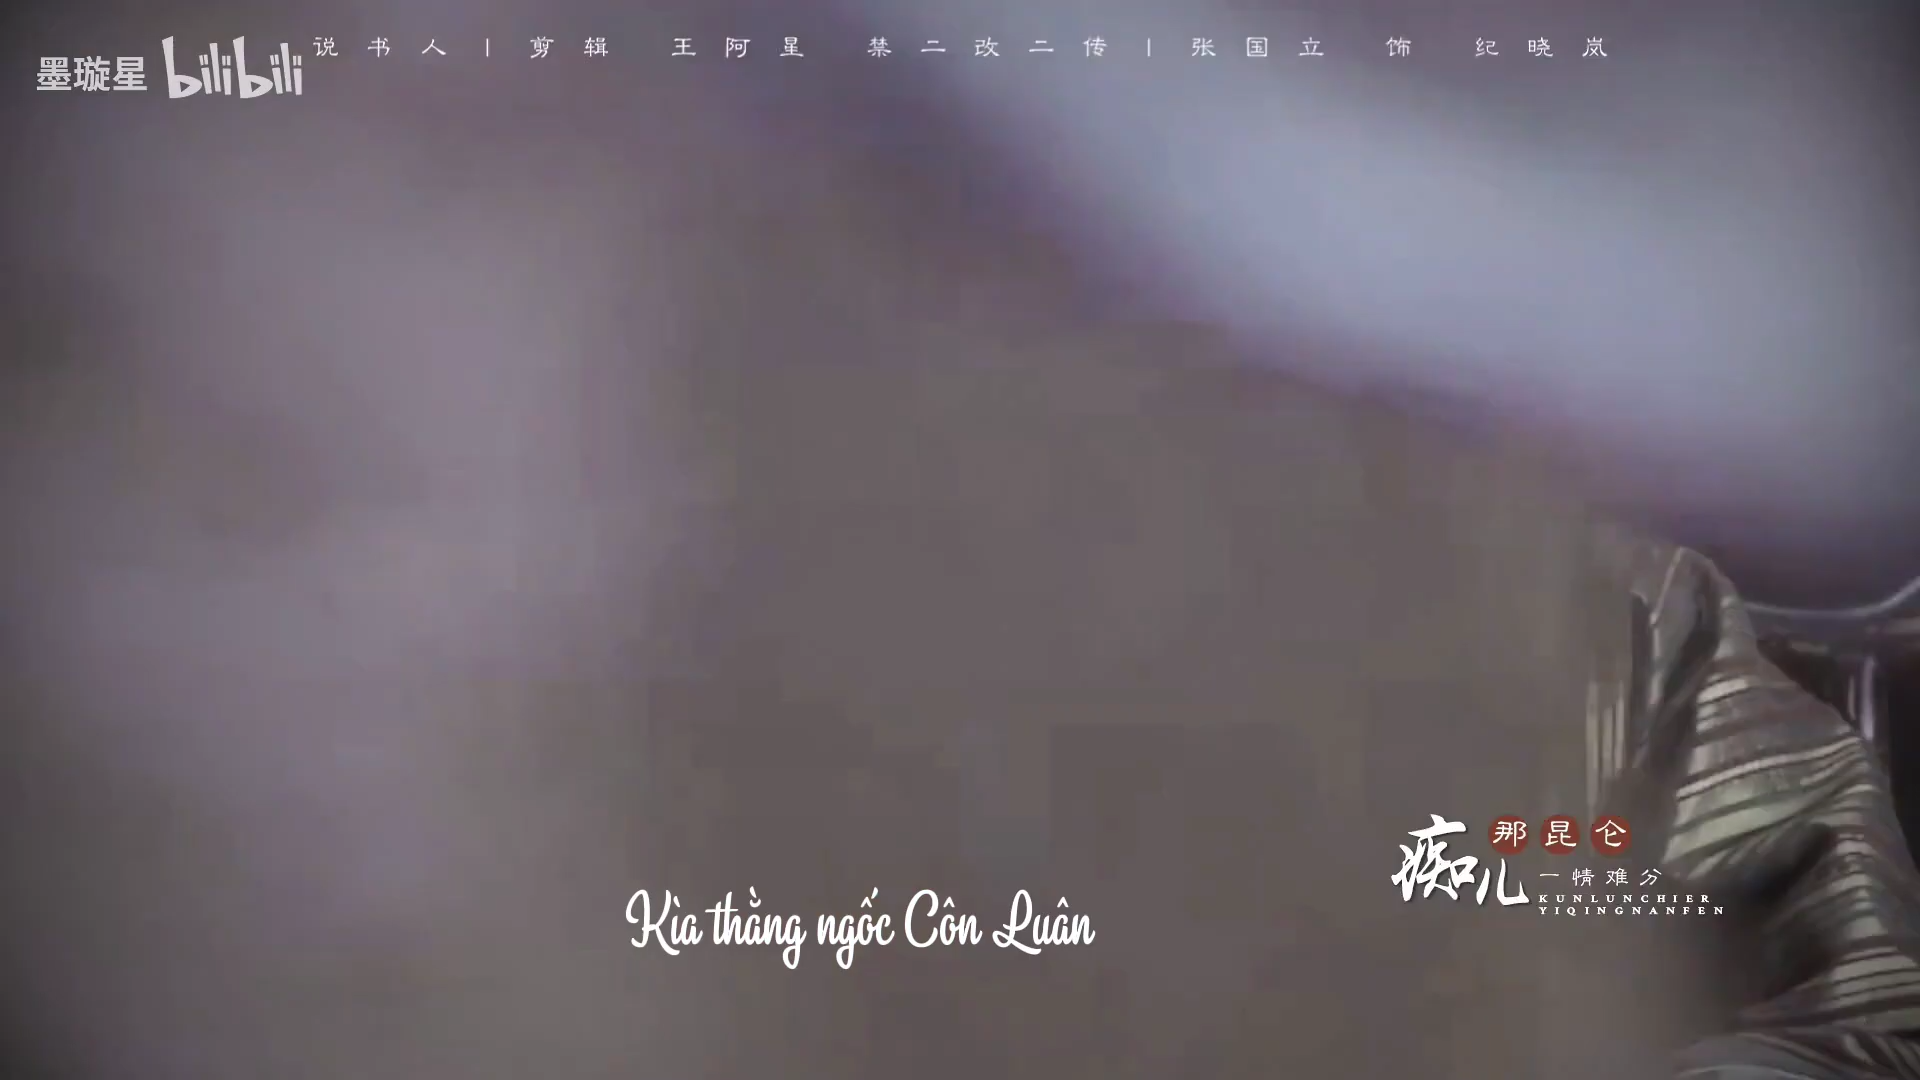 墨璇星 bilibili
说书人 | 剪辑 王阿星 禁二改二传 | 张国立 饰 纪晓岚
那昆仑
痴儿
一情难分
KUNLUNCHIER
YIQINGNANFEN
Kìa thằng ngốc Côn Luân